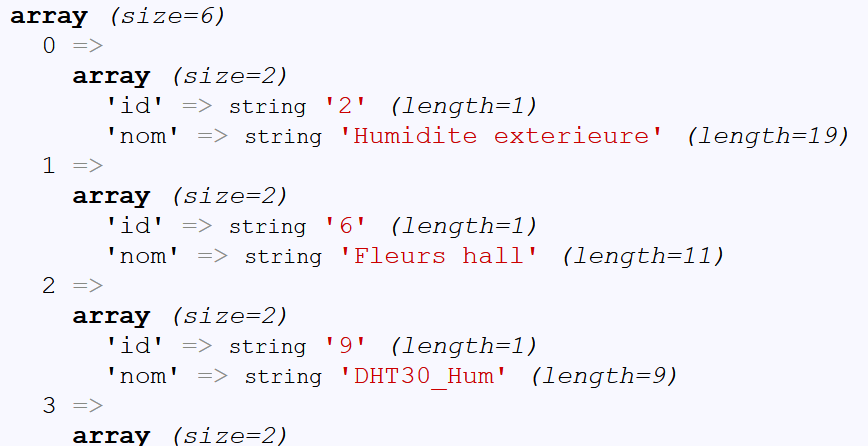 array (size=6)
0 =>
array (size=2)
'id' => string '2' (length=1)
'nom' => string 'Humidite exterieure' (length=19)
1 =>
array (size=2)
'id' => string '6' (length=1)
'nom' => string 'Fleurs hall' (length=11)
2 =>
array (size=2)
'id' => string '9' (length=1)
'nom' => string 'DHT30_Hum' (length=9)
3 =>
array (size=2)